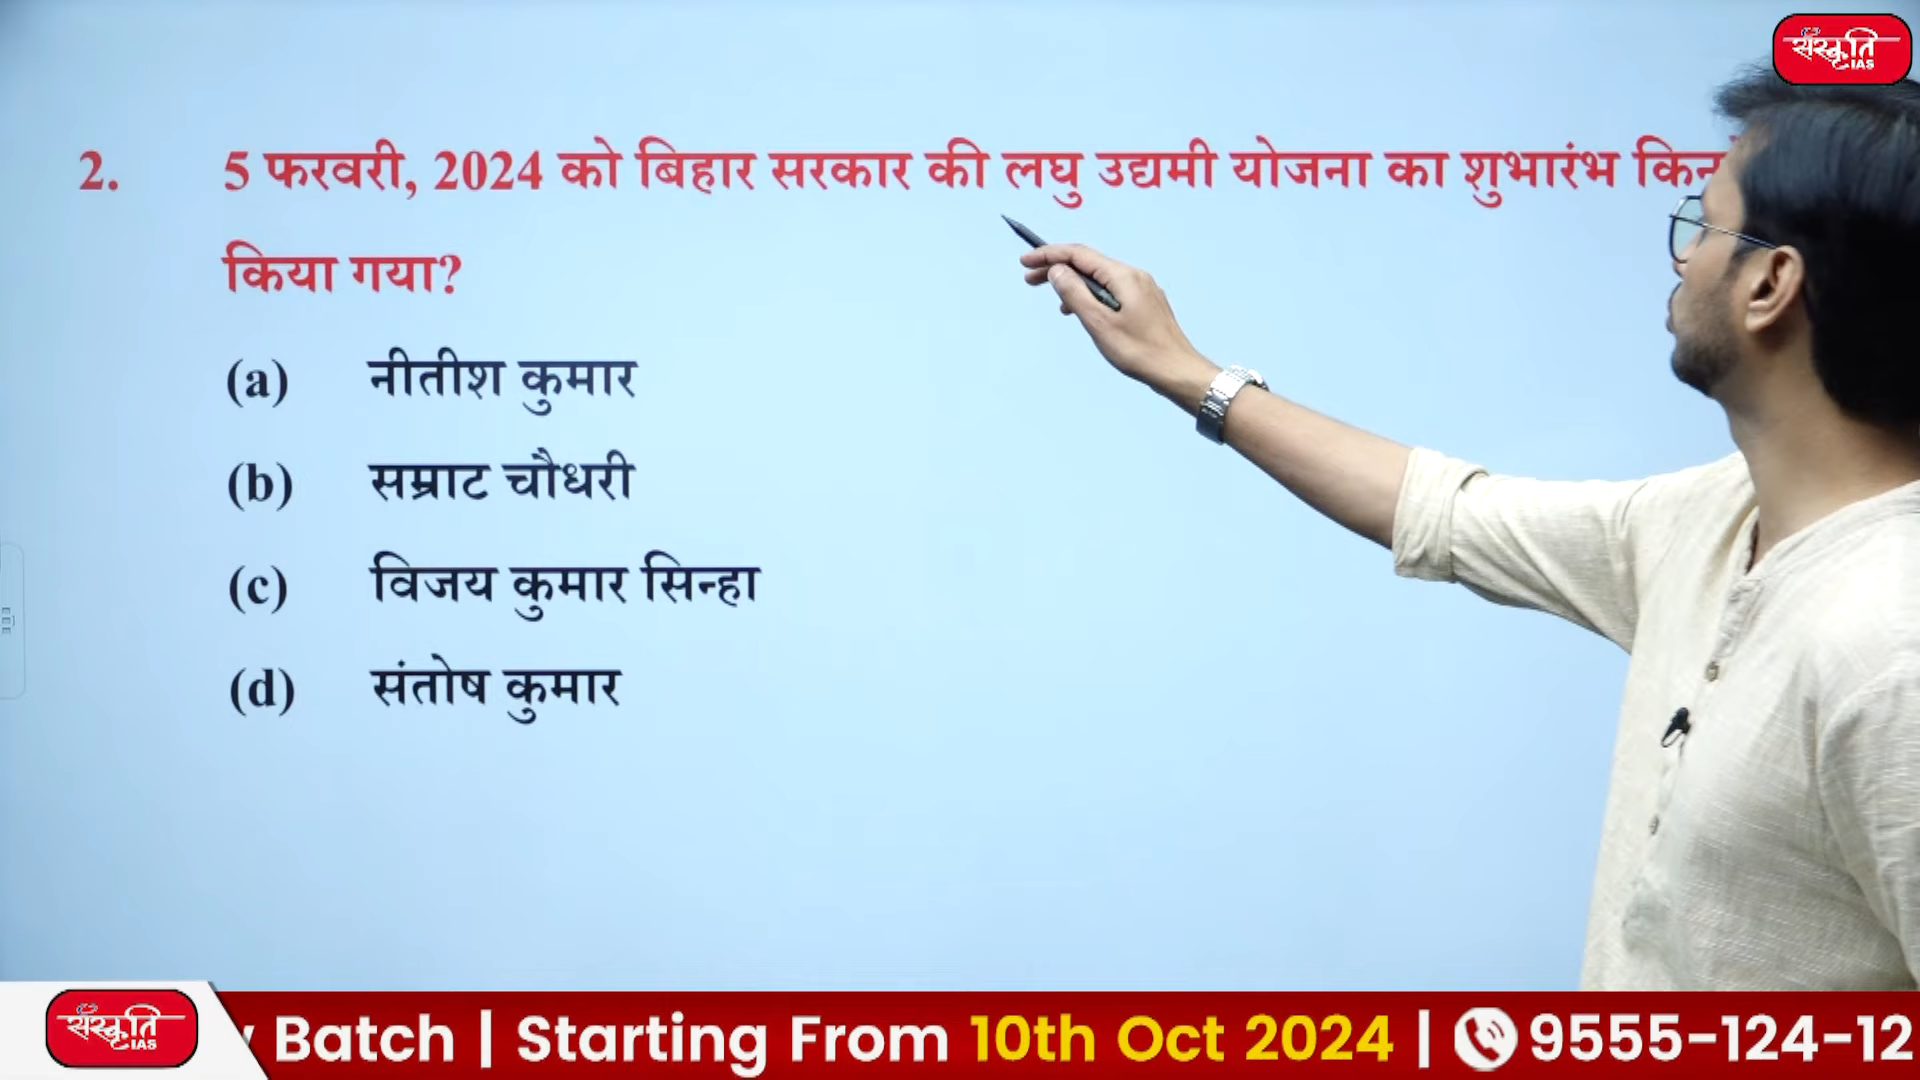 संस्कृति
IAS
2. 5 फरवरी, 2024 को बिहार सरकार की लघु उद्यमी योजना का शुभारंभ
किया गया?
(a) नीतीश कुमार
(b) सम्राट चौधरी
(c) विजय कुमार सिन्हा
(d) संतोष कुमार
संस्कृति
IAS
Batch | Starting From 10th Oct 2024 | 9555-124-12